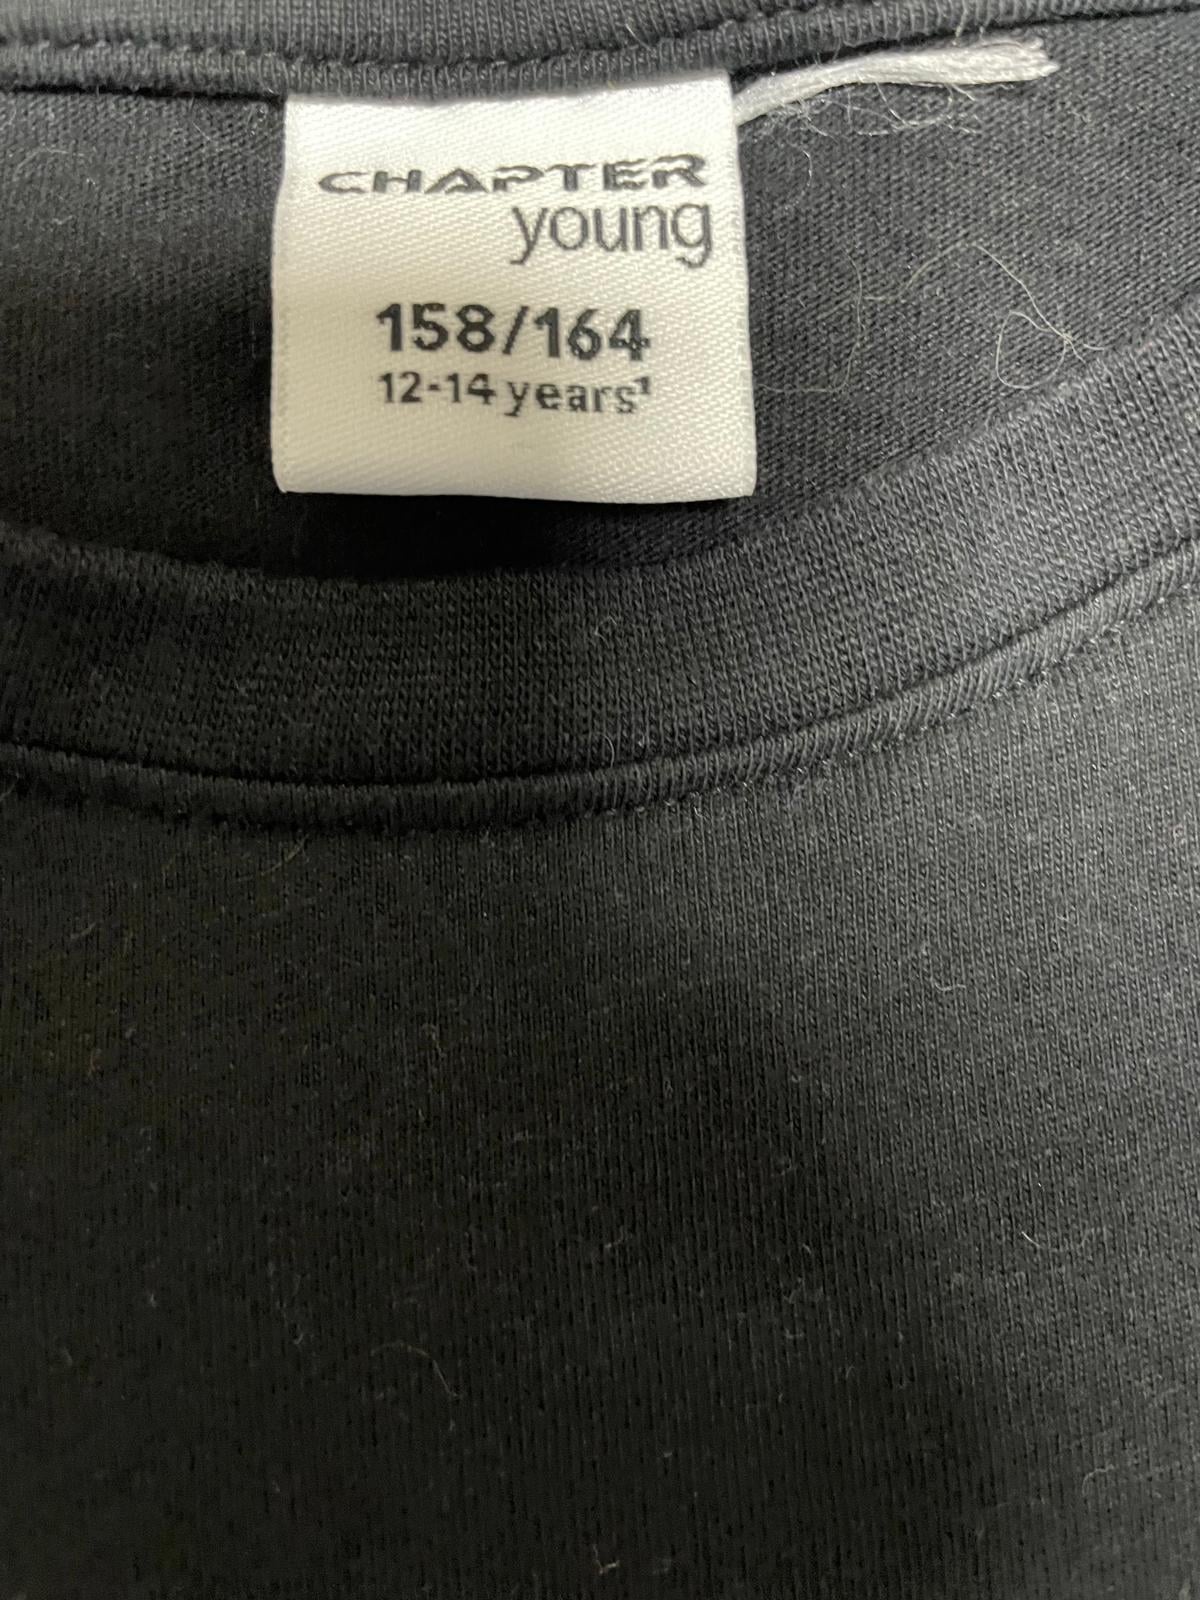 CHAPTER
young
158/164
12-14 years¹